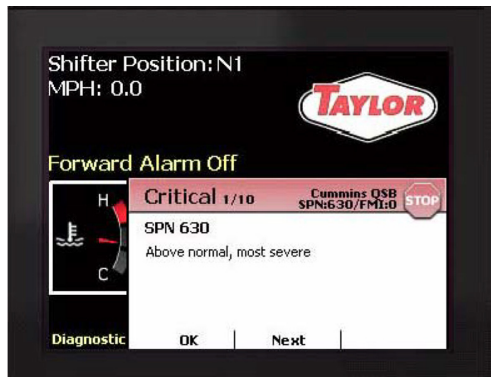 Shifter Position: N1
MPH: 0.0
TAYLOR
Forward Alarm Off
H
C
Critical 1/10
Cummins QSB
SPN:630/FMI:0
STOP
SPN 630
Above normal, most severe
Diagnostic
OK
Next